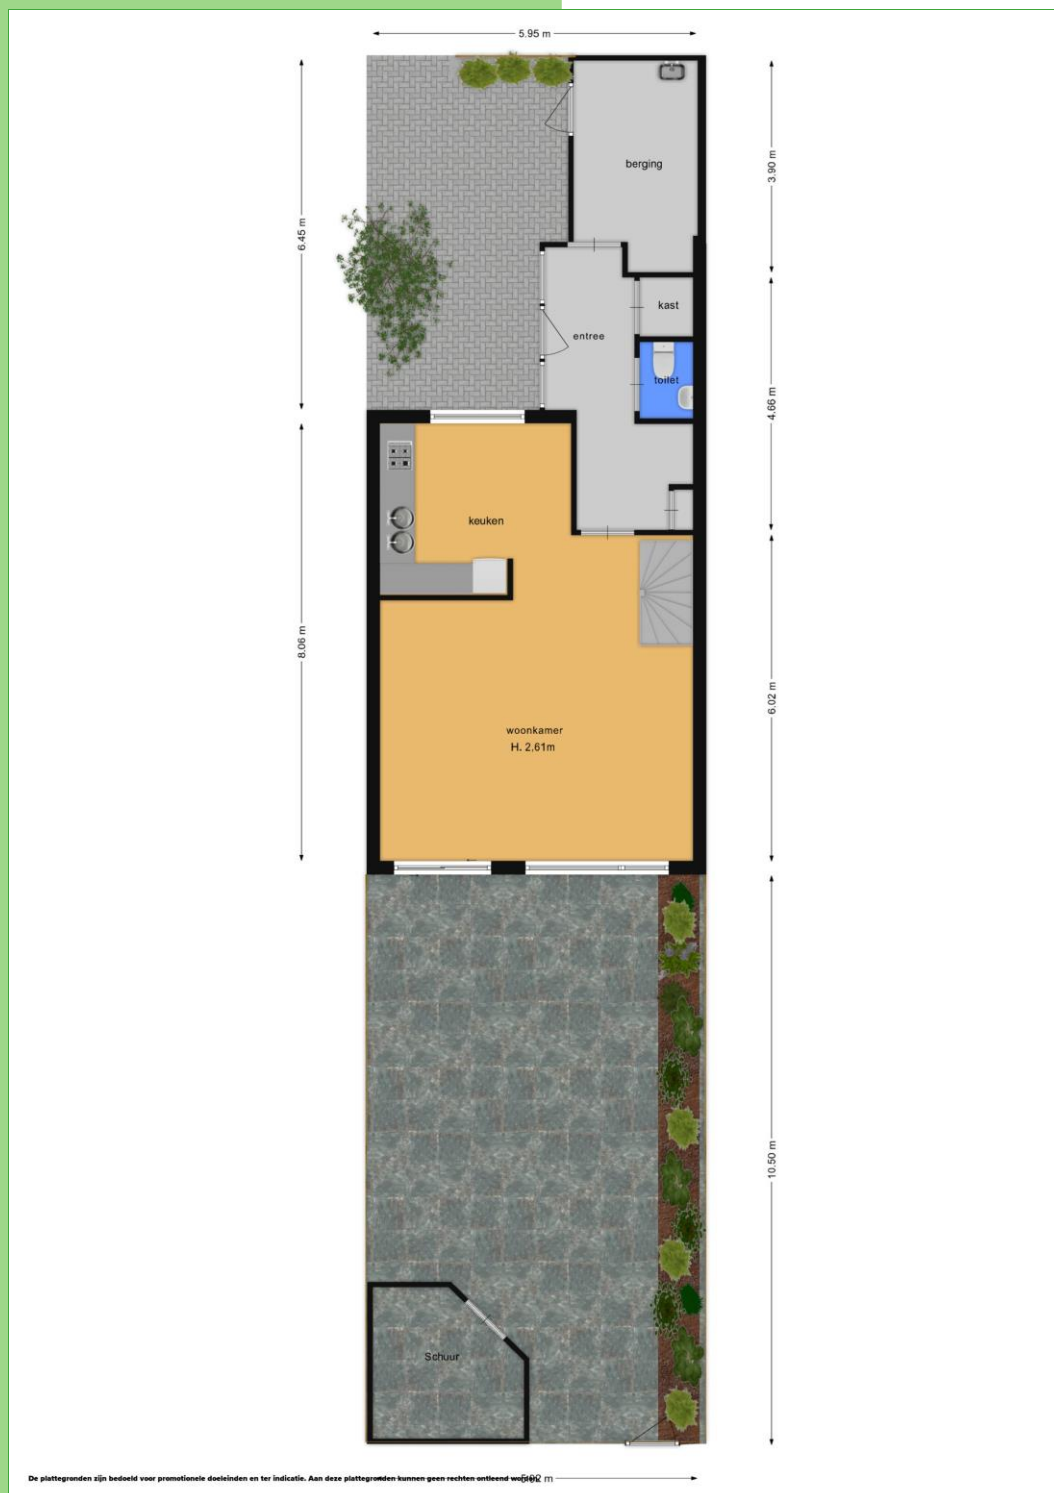 5.95 m
3.90 m
berging
6.45 m
kast
entree
toilet
4.66 m
keuken
8.06 m
6.02 m
woonkamer
H. 2,61m
10.50 m
Schuur
De plattegronden zijn bedoeld voor promotionele doeleinden en ter indicatie. Aan deze plattegronden kunnen geen rechten ontleend worden.
m